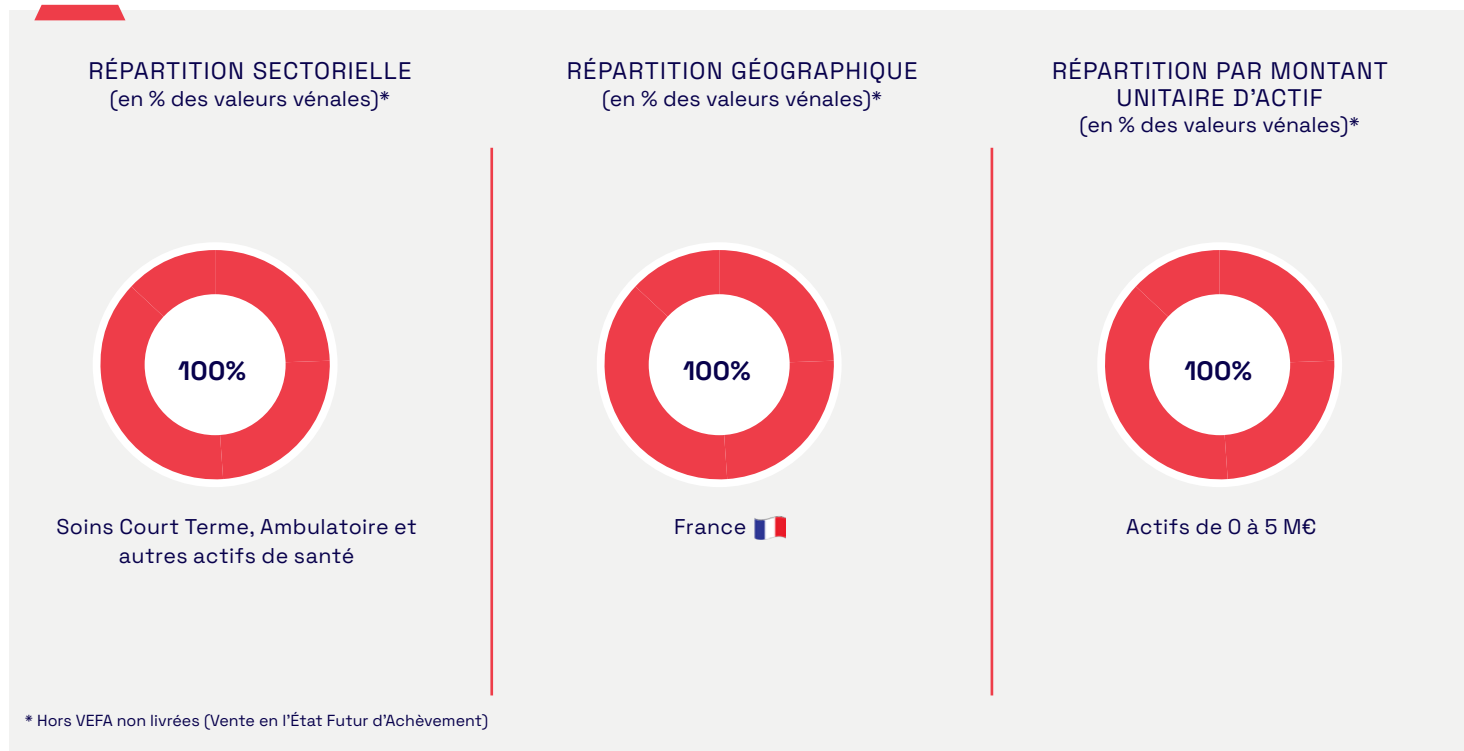 RÉPARTITION SECTORIELLE
(en % des valeurs vénales)*
100%
Soins Court Terme, Ambulatoire et
autres actifs de santé
RÉPARTITION GÉOGRAPHIQUE
(en % des valeurs vénales)*
100%
France 🇫🇷
RÉPARTITION PAR MONTANT
UNITAIRE D'ACTIF
(en % des valeurs vénales)*
100%
Actifs de 0 à 5 M€
* Hors VEFA non livrées (Vente en l'État Futur d'Achèvement)